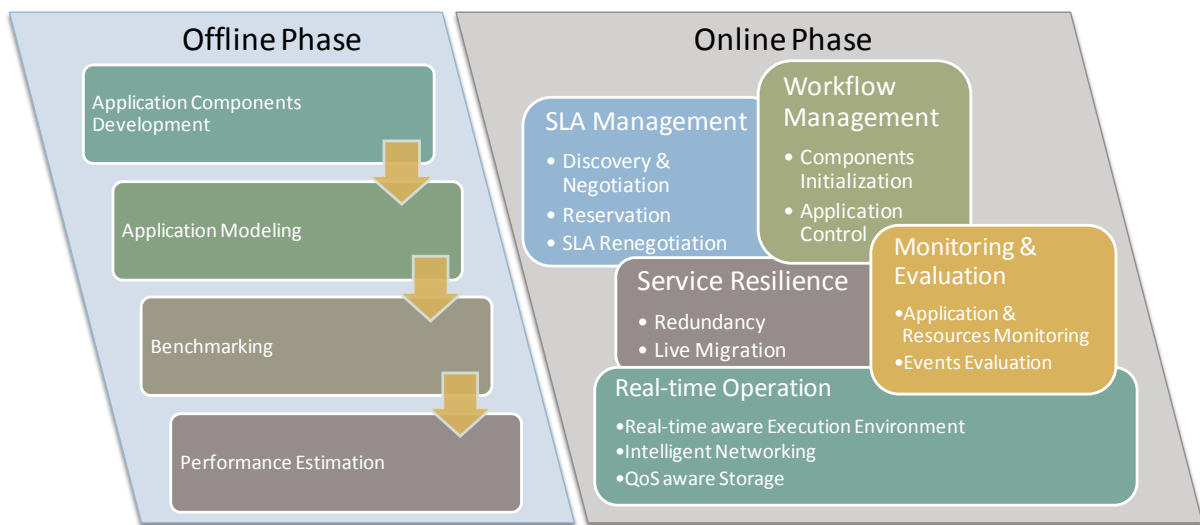 Offline Phase
Application Components
Development
Application Modeling
Benchmarking
Performance Estimation
Online Phase
SLA Management
• Discovery &
Negotiation
• Reservation
• SLA Renegotiation
Workflow
Management
• Components
Initialization
• Application
Control
Service Resilience
• Redundancy
• Live Migration
Monitoring &
Evaluation
•Application &
Resources Monitoring
•Events Evaluation
Real-time Operation
•Real-time aware Execution Environment
•Intelligent Networking
•QoS aware Storage